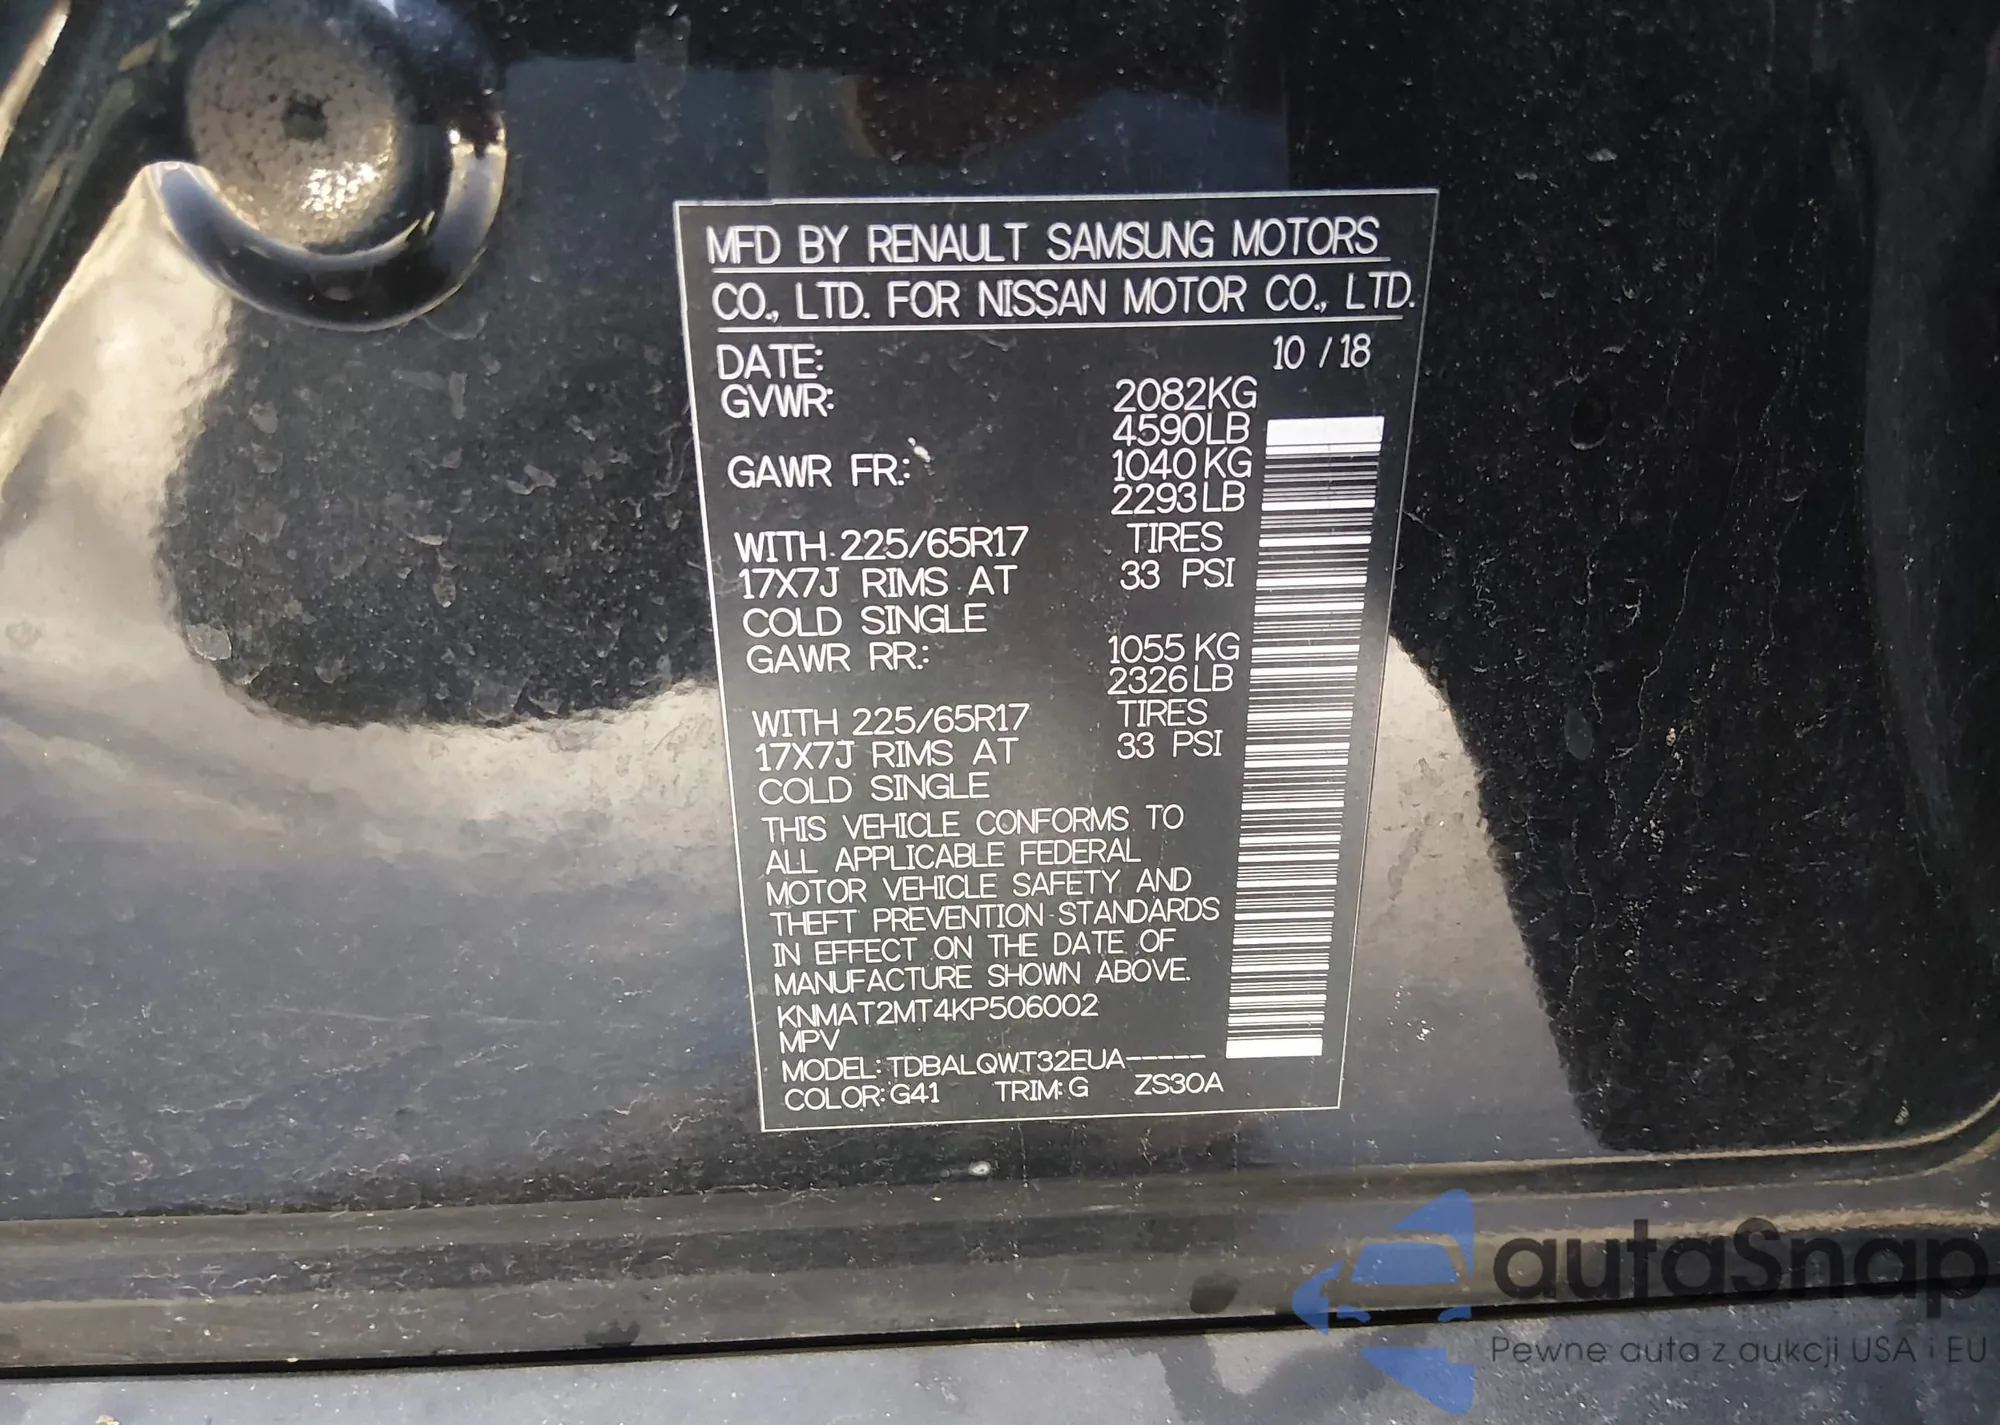 MFD BY RENAULT SAMSUNG MOTORS
CO., LTD. FOR NISSAN MOTOR CO., LTD.
DATE: 10 / 18
GVWR: 2082KG
4590LB
GAWR FR.: 1040 KG
2293 LB
WITH 225/65R17 TIRES
17X7J RIMS AT 33 PSI
COLD SINGLE
GAWR RR.: 1055 KG
2326 LB
WITH 225/65R17 TIRES
17X7J RIMS AT 33 PSI
COLD SINGLE
THIS VEHICLE CONFORMS TO
ALL APPLICABLE FEDERAL
MOTOR VEHICLE SAFETY AND
THEFT PREVENTION STANDARDS
IN EFFECT ON THE DATE OF
MANUFACTURE SHOWN ABOVE.
KNMAT2MT4KP506002
MPV
MODEL: TDBALQWT32EUA-----
COLOR: G41 TRIM: G ZS30A
autaSnap
Pewne auta z aukcji USA i EU